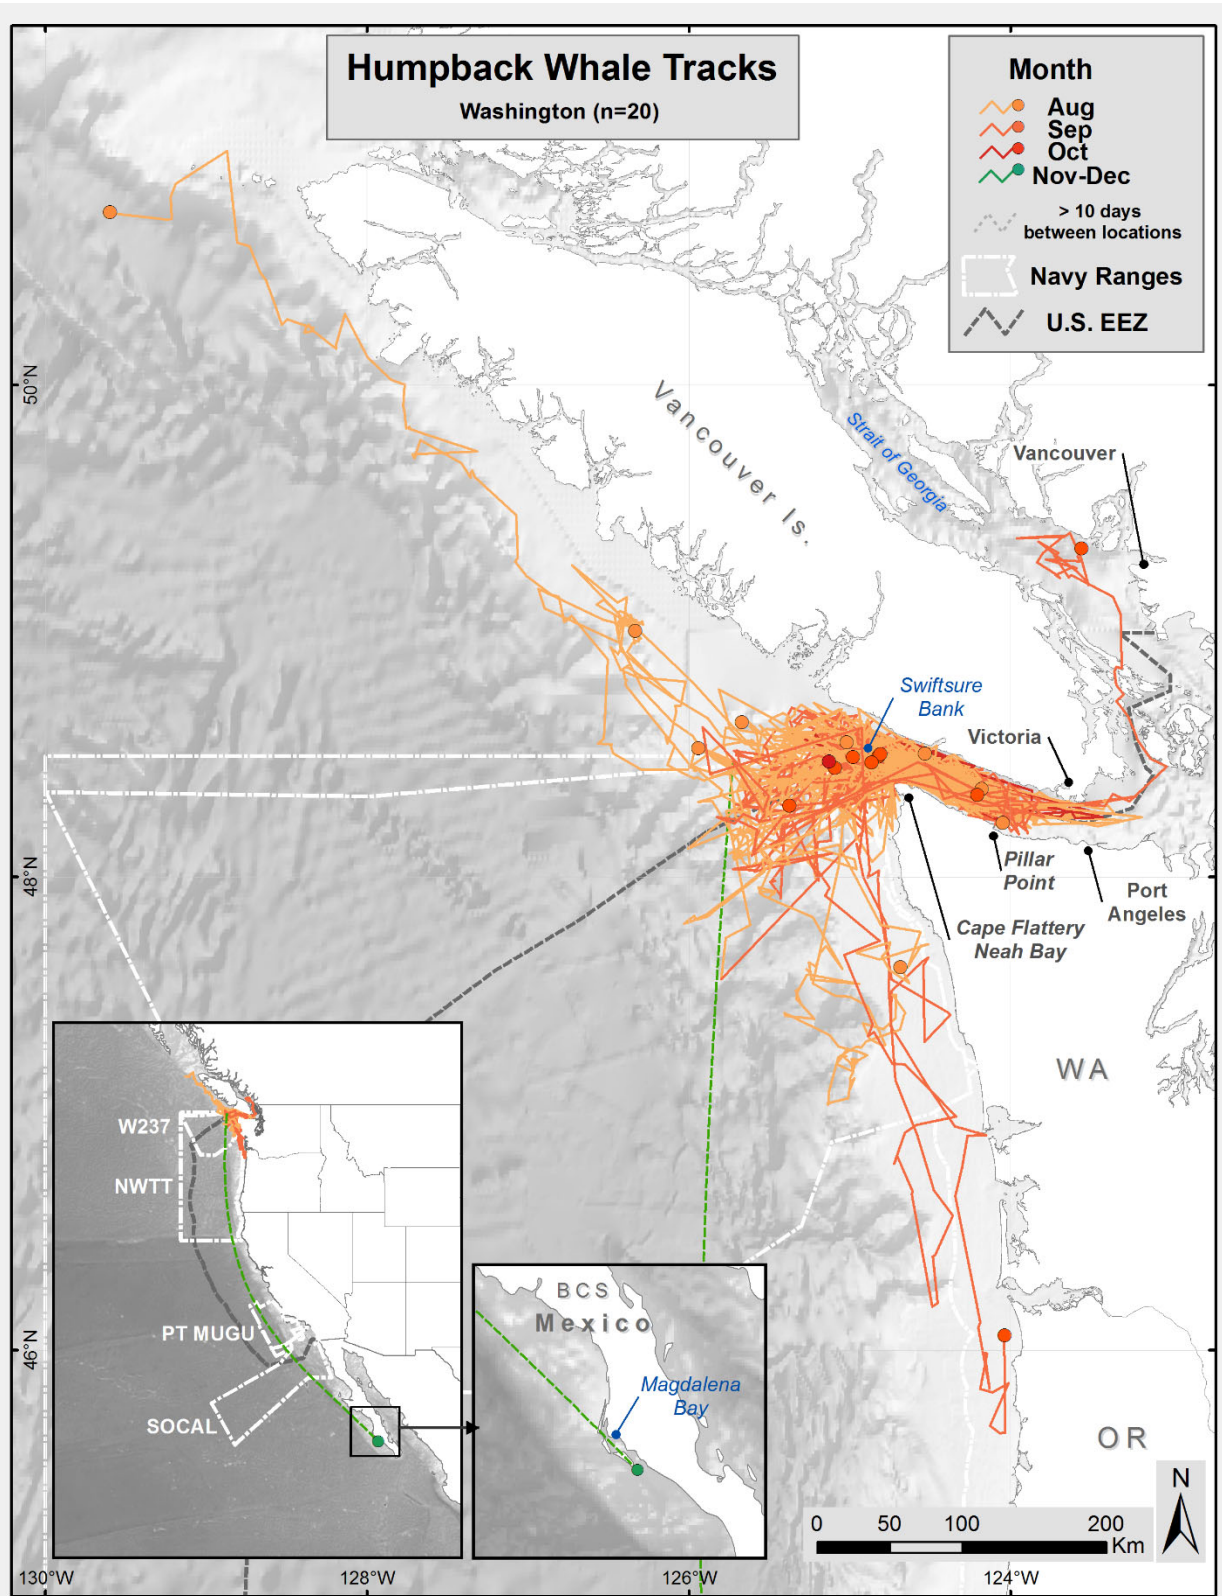 Humpback Whale Tracks
Washington (n=20)
Month
Aug
Sep
Oct
Nov-Dec
> 10 days
between locations
Navy Ranges
U.S. EEZ
50°N
Vancouver Is.
Strait of Georgia
Vancouver
Swiftsure
Bank
Victoria
48°N
Pillar
Point
Port
Angeles
Cape Flattery
Neah Bay
WA
W237
NWTT
PT MUGU
SOCAL
BCS
Mexico
Magdalena
Bay
46°N
OR
N
0 50 100 200
Km
130°W 128°W 126°W 124°W